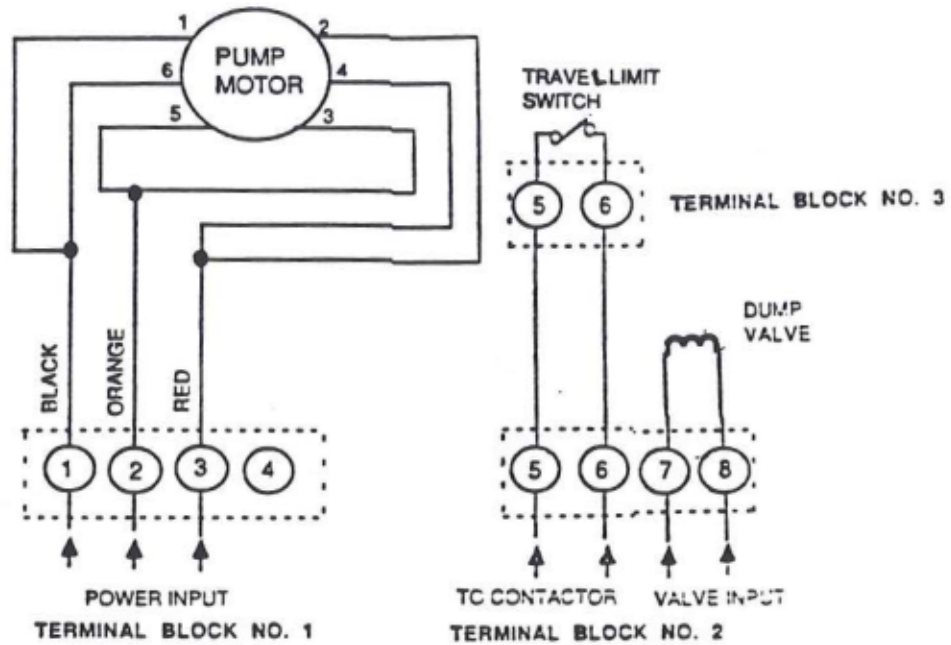 1
2
PUMP
MOTOR
6
4
5
3
TRAVEL LIMIT
SWITCH
5
6
TERMINAL BLOCK NO. 3
DUMP
VALVE
BLACK
ORANGE
RED
1
2
3
4
5
6
7
8
POWER INPUT
TERMINAL BLOCK NO. 1
TC CONTACTOR
VALVE INPUT
TERMINAL BLOCK NO. 2